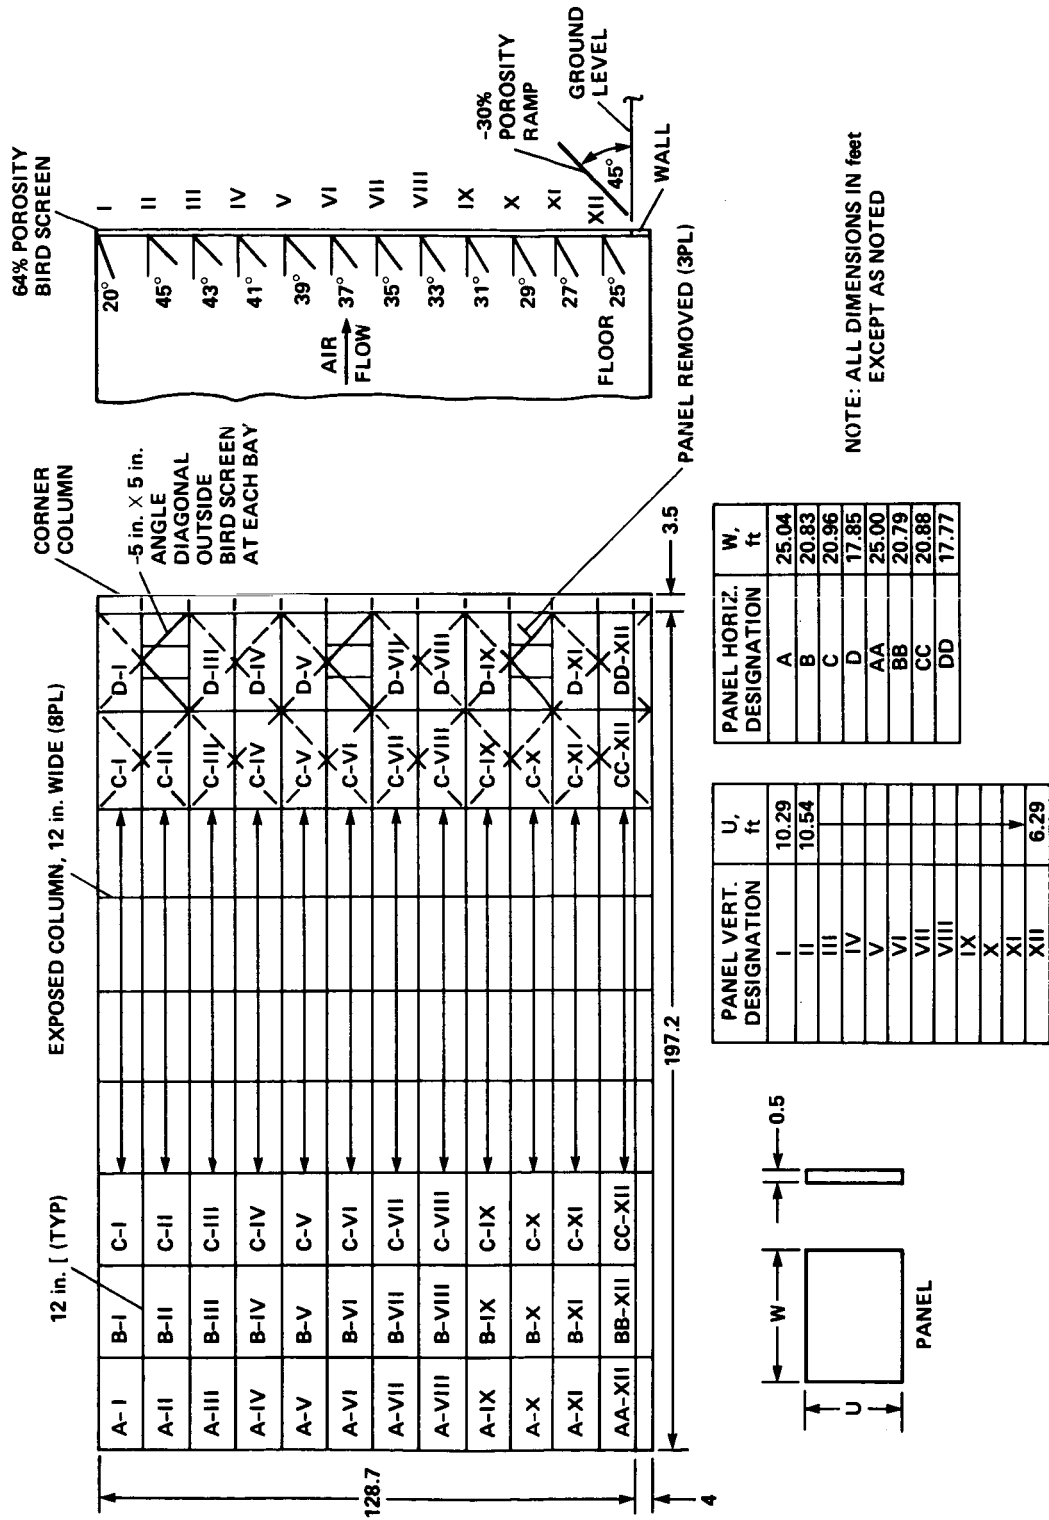 EXPOSED COLUMN, 12 in. WIDE (8PL)
12 in. [ (TYP)
CORNER
COLUMN
-5 in. X 5 in.
ANGLE
DIAGONAL
OUTSIDE
BIRD SCREEN
AT EACH BAY
A-I B-I C-I C-I D-I
A-II B-II C-II C-II
A-III B-III C-III C-III D-III
A-IV B-IV C-IV C-IV D-IV
A-V B-V C-V C-V D-V
A-VI B-VI C-VI C-VI
A-VII B-VII C-VII C-VII D-VII
A-VIII B-VIII C-VIII C-VIII D-VIII
A-IX B-IX C-IX C-IX D-IX
A-X B-X C-X C-X
A-XI B-XI C-XI C-XI D-XI
AA-XII BB-XII CC-XII CC-XII DD-XII
128.7
4
197.2
3.5
PANEL REMOVED (3PL)
64% POROSITY
BIRD SCREEN
20° I
45° II
43° III
41° IV
39° V
37° VI
35° VII
33° VIII
31° IX
29° X
27° XI
25° XII
AIR
FLOW
FLOOR
-30%
POROSITY
RAMP
45°
GROUND
LEVEL
WALL
W
U
0.5
PANEL
PANEL VERT. DESIGNATION U, ft
I 10.29
II 10.54
III
IV
V
VI
VII
VIII
IX
X
XI
XII 6.29
PANEL HORIZ. DESIGNATION W, ft
A 25.04
B 20.83
C 20.96
D 17.85
AA 25.00
BB 20.79
CC 20.88
DD 17.77
NOTE: ALL DIMENSIONS IN feet
EXCEPT AS NOTED